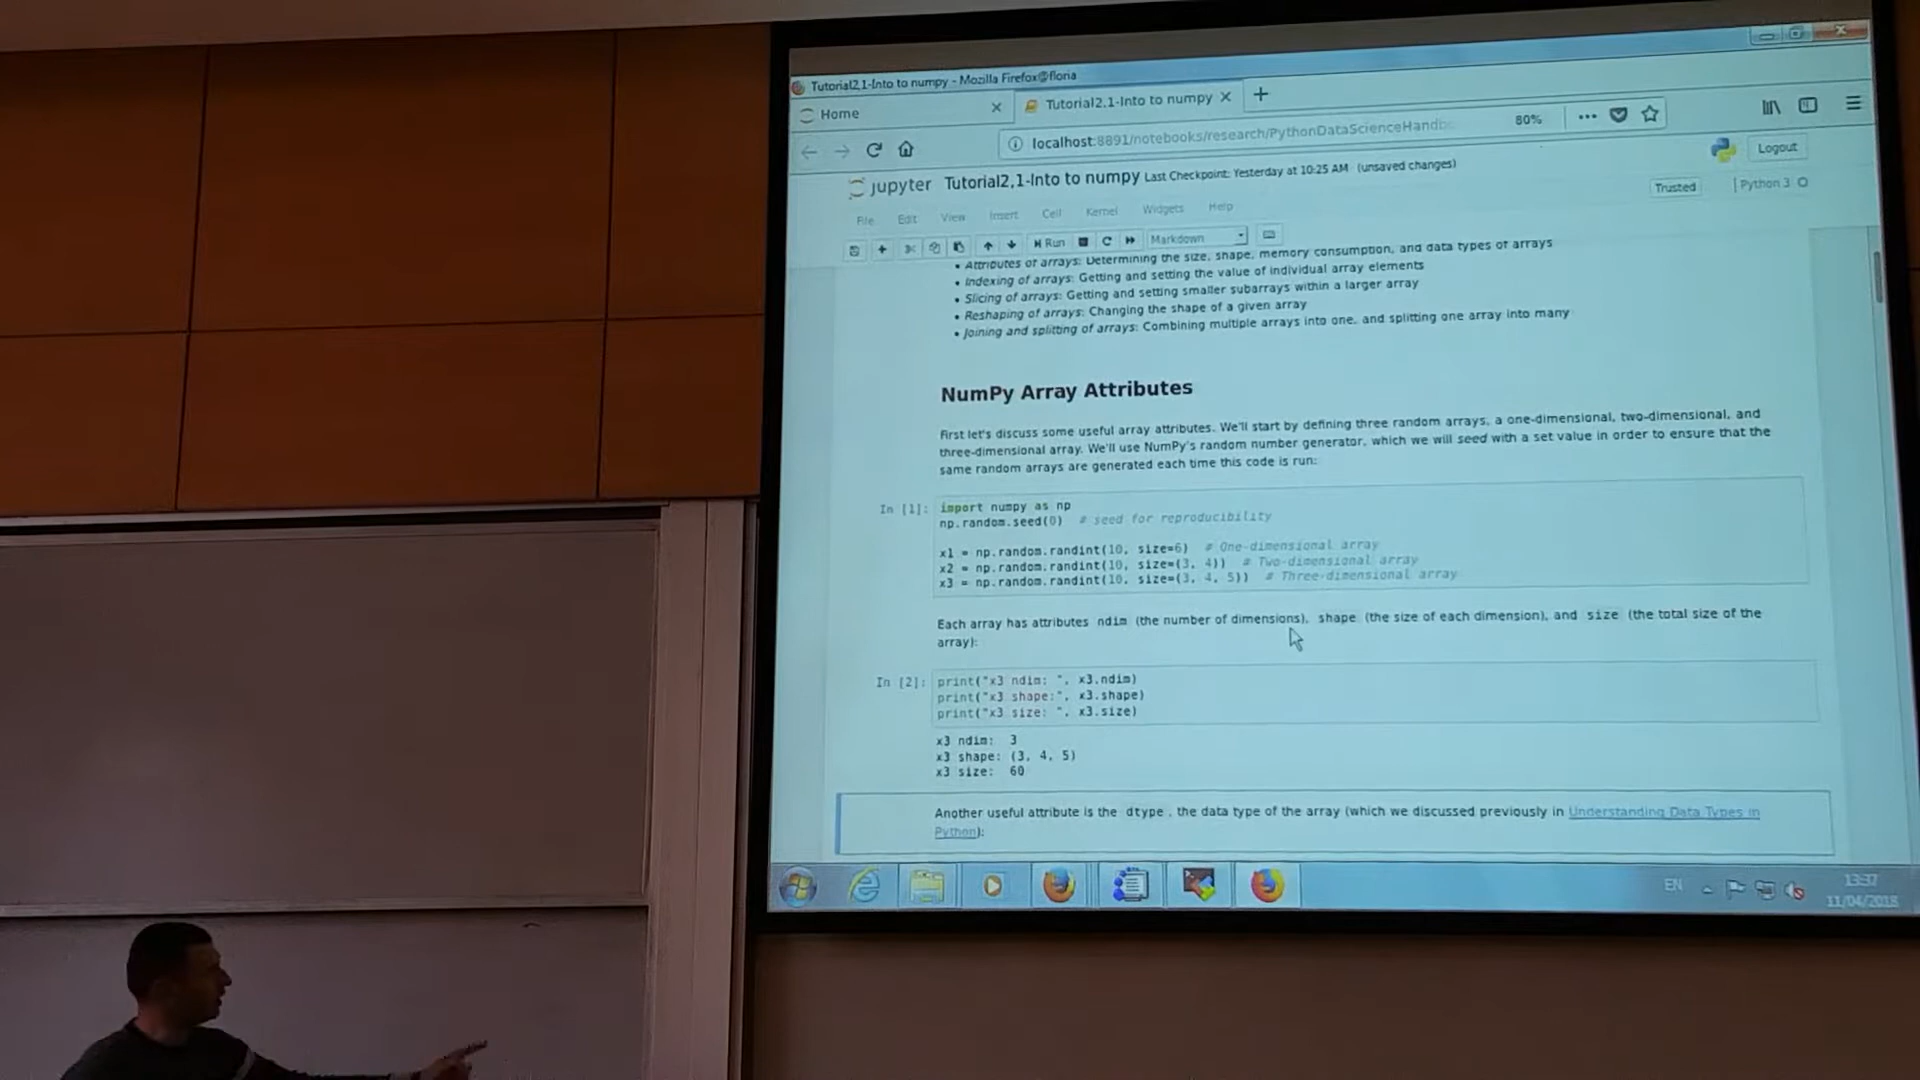 Tutorial2,1-Into to numpy - Mozilla Firefox@floria
Home
Tutorial2,1-Into to numpy
localhost:8891/notebooks/research/PythonDataScienceHandb
80%
jupyter Tutorial2,1-Into to numpy Last Checkpoint: Yesterday at 10:25 AM (unsaved changes)
Logout
File Edit View Insert Cell Kernel Widgets Help
Trusted
Python 3
Run
Markdown
• Attributes of arrays: Determining the size, shape, memory consumption, and data types of arrays
• Indexing of arrays: Getting and setting the value of individual array elements
• Slicing of arrays: Getting and setting smaller subarrays within a larger array
• Reshaping of arrays: Changing the shape of a given array
• Joining and splitting of arrays: Combining multiple arrays into one, and splitting one array into many
NumPy Array Attributes
First let's discuss some useful array attributes. We'll start by defining three random arrays, a one-dimensional, two-dimensional, and
three-dimensional array. We'll use NumPy's random number generator, which we will seed with a set value in order to ensure that the
same random arrays are generated each time this code is run:
In [1]: import numpy as np
np.random.seed(0) # seed for reproducibility
x1 = np.random.randint(10, size=6) # One-dimensional array
x2 = np.random.randint(10, size=(3, 4)) # Two-dimensional array
x3 = np.random.randint(10, size=(3, 4, 5)) # Three-dimensional array
Each array has attributes ndim (the number of dimensions), shape (the size of each dimension), and size (the total size of the
array):
In [2]: print("x3 ndim: ", x3.ndim)
print("x3 shape:", x3.shape)
print("x3 size: ", x3.size)
x3 ndim: 3
x3 shape: (3, 4, 5)
x3 size: 60
Another useful attribute is the dtype, the data type of the array (which we discussed previously in Understanding Data Types in
Python):
EN
13:37
11/04/2018